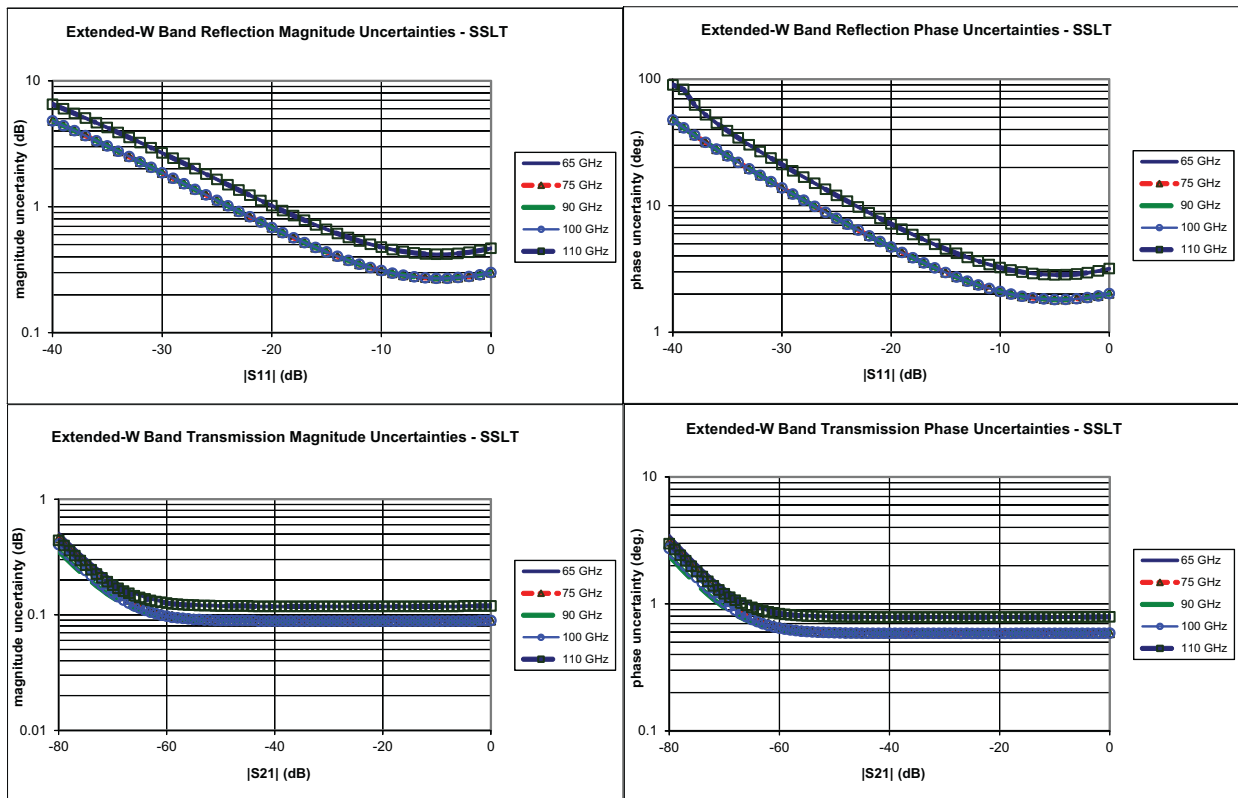 Extended-W Band Reflection Magnitude Uncertainties - SSLT
10
1
0.1
magnitude uncertainty (dB)
-40
-30
-20
-10
0
|S11| (dB)
65 GHz
75 GHz
90 GHz
100 GHz
110 GHz
Extended-W Band Reflection Phase Uncertainties - SSLT
100
10
1
phase uncertainty (deg.)
-40
-30
-20
-10
0
|S11| (dB)
65 GHz
75 GHz
90 GHz
100 GHz
110 GHz
Extended-W Band Transmission Magnitude Uncertainties - SSLT
1
0.1
0.01
magnitude uncertainty (dB)
-80
-60
-40
-20
0
|S21| (dB)
65 GHz
75 GHz
90 GHz
100 GHz
110 GHz
Extended-W Band Transmission Phase Uncertainties - SSLT
10
1
0.1
phase uncertainty (deg.)
-80
-60
-40
-20
0
|S21| (dB)
65 GHz
75 GHz
90 GHz
100 GHz
110 GHz